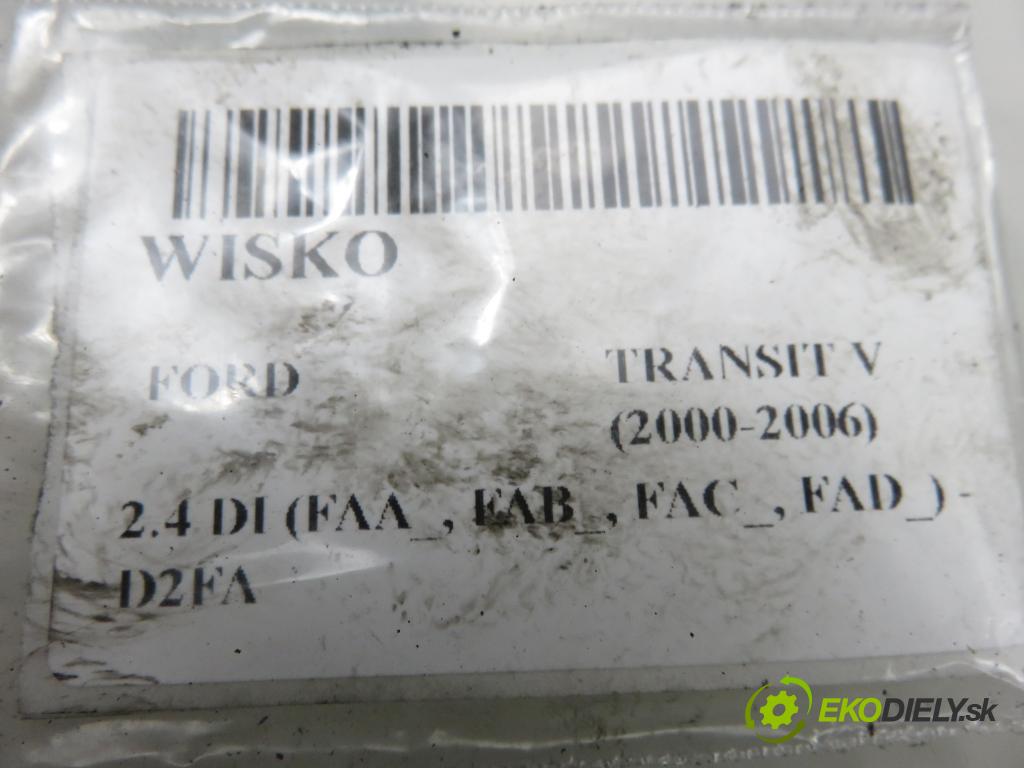 WISKO
FORD TRANSIT V
(2000-2006)
2.4 DI (FAA_, FAB_, FAC_, FAD_) -
D2FA
EKODIELY.sk